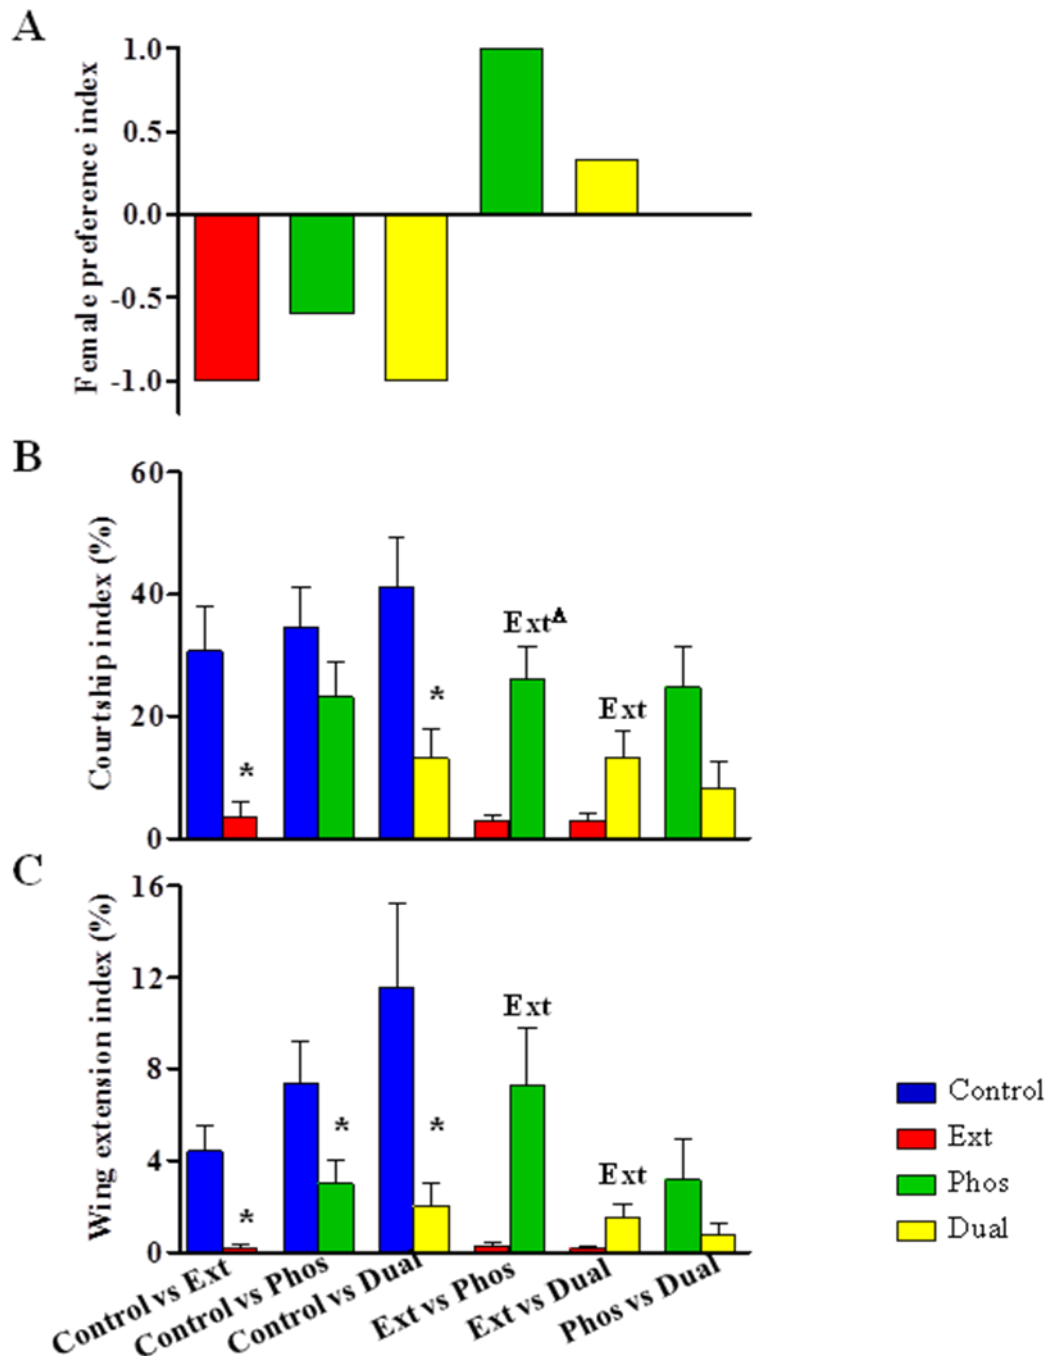 A
Female preference index
1.0
0.5
0.0
-0.5
-1.0
B
Courtship index (%)
60
40
20
0
*
*
Ext^Δ
Ext
C
Wing extension index (%)
16
12
8
4
0
*
*
*
Ext
Ext
Control vs Ext
Control vs Phos
Control vs Dual
Ext vs Phos
Ext vs Dual
Phos vs Dual
Control
Ext
Phos
Dual